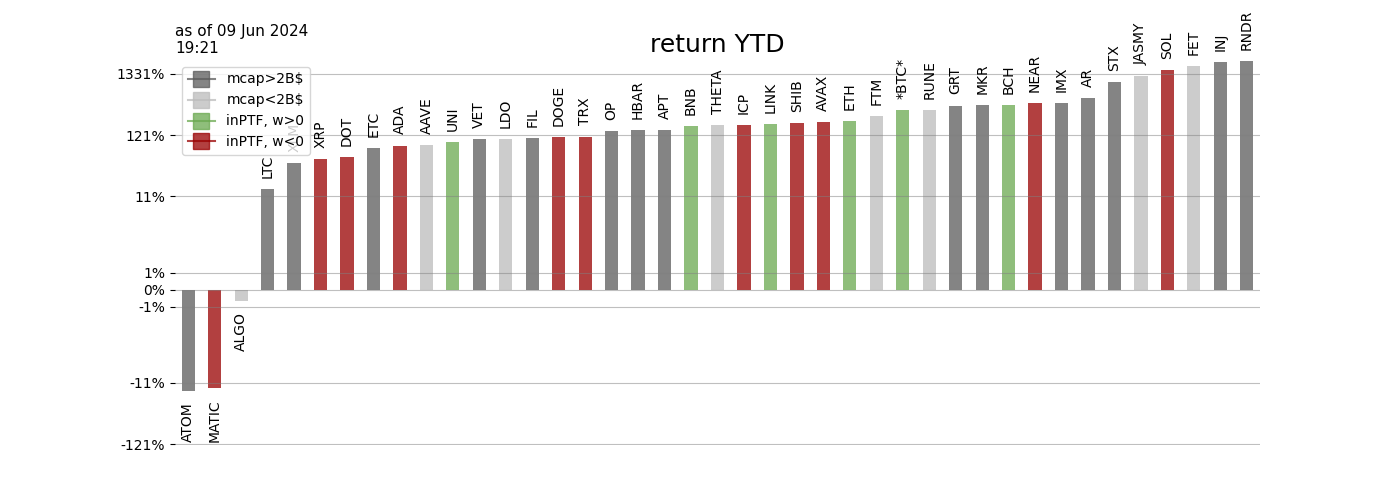 as of 09 Jun 2024
19:21
return YTD
mcap>2B$
mcap<2B$
inPTF, w>0
inPTF, w<0
1331%
121%
11%
1%
0%
-1%
-11%
-121%
ATOM
MATIC
ALGO
LTC
XRP
DOT
ETC
ADA
AAVE
UNI
VET
LDO
FIL
DOGE
TRX
OP
HBAR
APT
BNB
THETA
ICP
LINK
SHIB
AVAX
ETH
FTM
*BTC*
RUNE
GRT
MKR
BCH
NEAR
IMX
AR
STX
JASMY
SOL
FET
INJ
RNDR